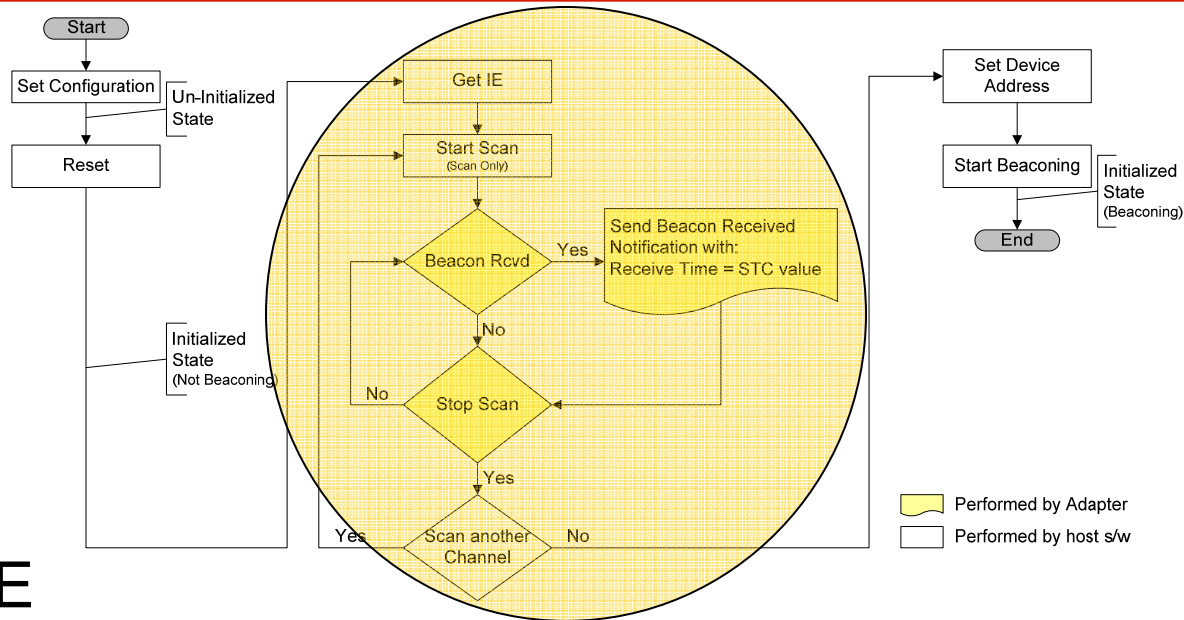 Start
Set Configuration
Un-Initialized
State
Reset
Initialized
State
(Not Beaconing)
Get IE
Start Scan
(Scan Only)
Beacon Rcvd
Yes
Send Beacon Received
Notification with:
Receive Time = STC value
No
Stop Scan
No
Yes
Scan another
Channel
Yes
No
Set Device
Address
Start Beaconing
Initialized
State
(Beaconing)
End
Performed by Adapter
Performed by host s/w
E